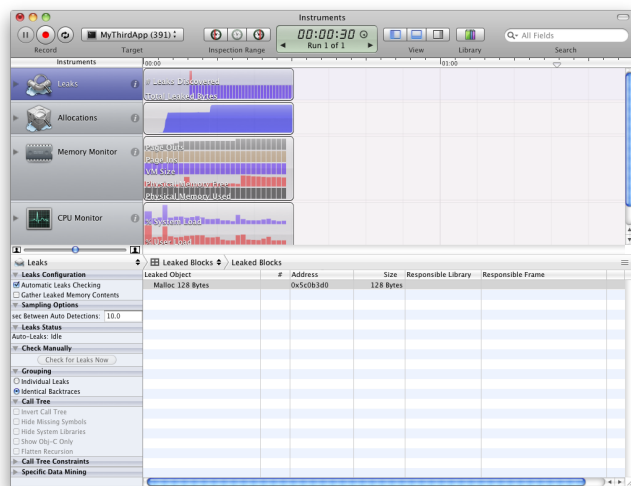 Instruments
MyThirdApp (391)
00:00:30
Run 1 of 1
All Fields
Record
Target
Inspection Range
View
Library
Search
Instruments
00:00
01:00
Leaks
# Leaks Discovered
Total Leaked Bytes
Allocations
Memory Monitor
Page Outs
Page Ins
VM Size
Physical Memory Free
Physical Memory Used
CPU Monitor
% System Load
% User Load
Leaks
Leaked Blocks
Leaked Blocks
Leaks Configuration
Automatic Leaks Checking
Gather Leaked Memory Contents
Sampling Options
sec Between Auto Detections: 10.0
Leaks Status
Auto-Leaks: Idle
Check Manually
Check for Leaks Now
Grouping
Individual Leaks
Identical Backtraces
Call Tree
Invert Call Tree
Hide Missing Symbols
Hide System Libraries
Show Obj-C Only
Flatten Recursion
Call Tree Constraints
Specific Data Mining
Leaked Object # Address Size Responsible Library Responsible Frame
Malloc 128 Bytes 0x5c0b3d0 128 Bytes